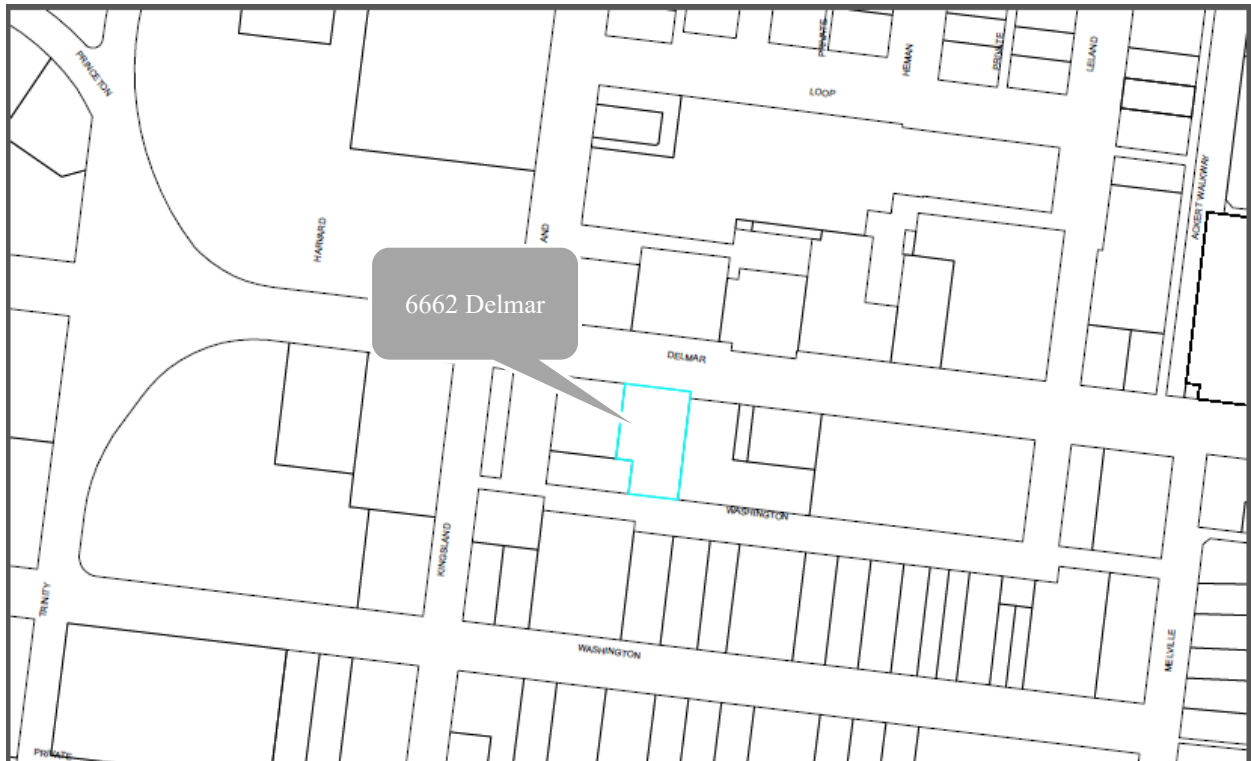 PRINCETON
PRIVATE
HEMAN
PRIVATE
LELAND
LOOP
ACKERT WALKWAY
HARVARD
AND
6662 Delmar
DELMAR
WASHINGTON
KINGSLAND
TRINITY
WASHINGTON
MELVILLE
PRIVATE